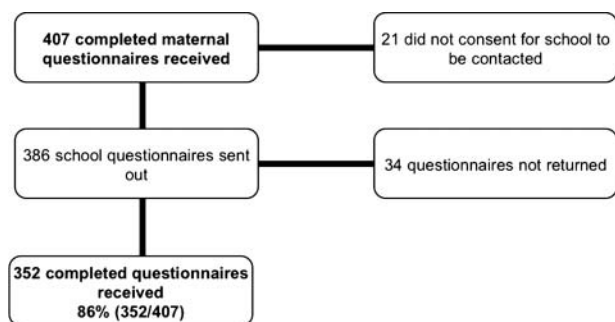 407 completed maternal
questionnaires received
21 did not consent for school to
be contacted
386 school questionnaires sent
out
34 questionnaires not returned
352 completed questionnaires
received
86% (352/407)